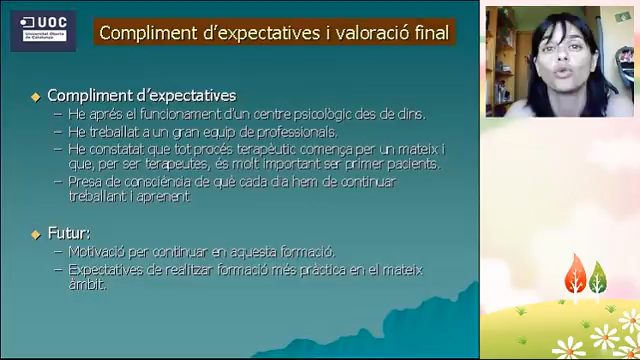 UOC
Universitat Oberta de Catalunya
Compliment d'expectatives i valoració final
Compliment d'expectatives
– He aprés el funcionament d'un centre psicològic des de dins.
– He treballat a un gran equip de professionals.
– He constatat que tot procés terapèutic comença per un mateix i
que, per ser terapeutes, és molt important ser primer pacients.
– Presa de consciència de què cada dia hem de continuar
treballant i aprenent
Futur:
– Motivació per continuar en aquesta formació.
– Expectatives de realitzar formació més pràctica en el mateix
àmbit.